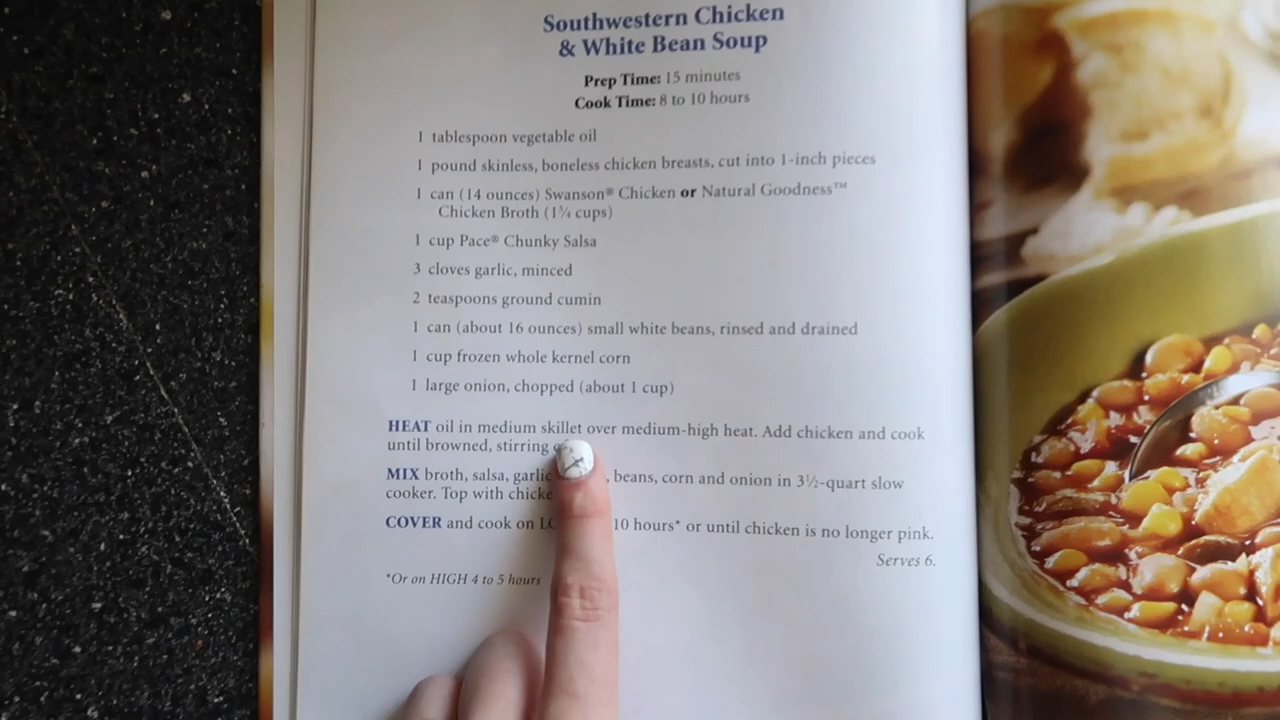 Southwestern Chicken
& White Bean Soup
Prep Time: 15 minutes
Cook Time: 8 to 10 hours
1 tablespoon vegetable oil
1 pound skinless, boneless chicken breasts, cut into 1-inch pieces
1 can (14 ounces) Swanson® Chicken or Natural Goodness™
Chicken Broth (1¾ cups)
1 cup Pace® Chunky Salsa
3 cloves garlic, minced
2 teaspoons ground cumin
1 can (about 16 ounces) small white beans, rinsed and drained
1 cup frozen whole kernel corn
1 large onion, chopped (about 1 cup)
HEAT oil in medium skillet over medium-high heat. Add chicken and cook
until browned, stirring
MIX broth, salsa, garlic , beans, corn and onion in 3½-quart slow
cooker. Top with
COVER and cook on 10 hours* or until chicken is no longer pink.
Serves 6.
*Or on HIGH 4 to 5 hours